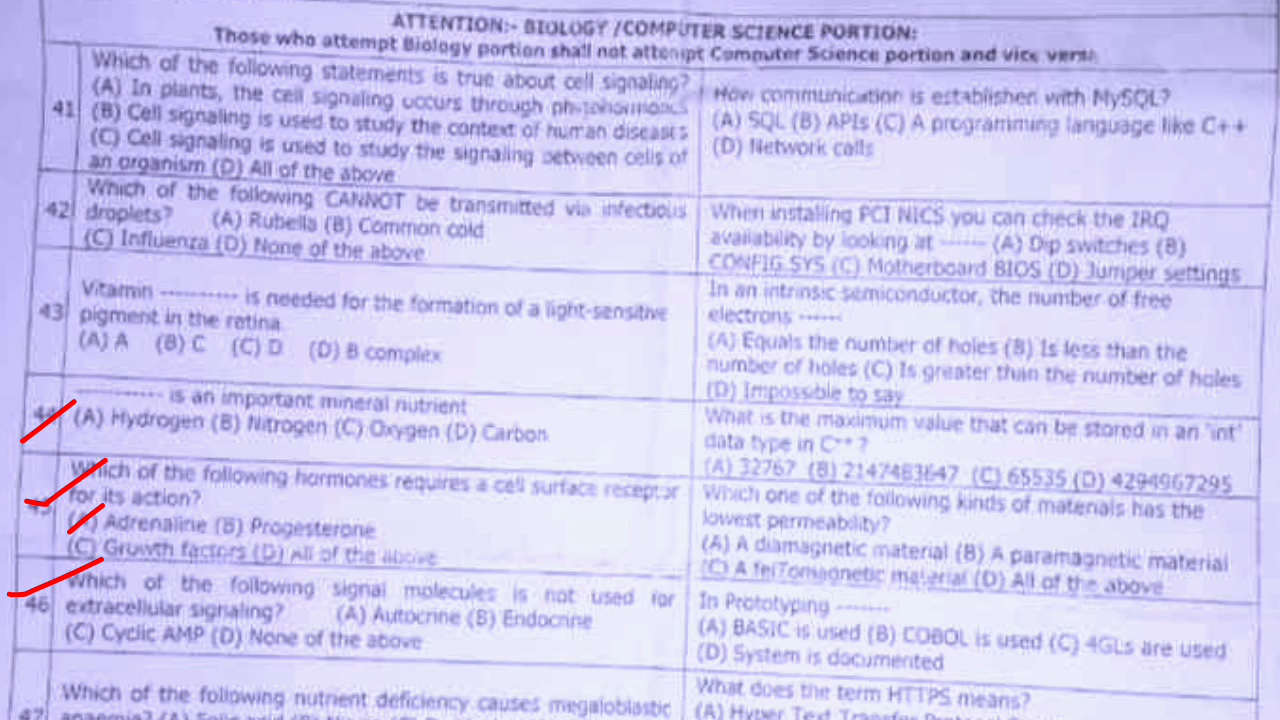 ATTENTION:- BIOLOGY /COMPUTER SCIENCE PORTION:
Those who attempt Biology portion shall not attempt Computer Science portion and vice versa
41
Which of the following statements is true about cell signaling?
(A) In plants, the cell signaling occurs through phytohormones
(B) Cell signaling is used to study the context of human diseases
(C) Cell signaling is used to study the signaling between cells of
an organism (D) All of the above
How communication is established with MySQL?
(A) SQL (B) APIs (C) A programming language like C++
(D) Network calls
42
Which of the following CANNOT be transmitted via infectious
droplets? (A) Rubella (B) Common cold
(C) Influenza (D) None of the above
When installing PCI NICS you can check the IRQ
availability by looking at ------ (A) Dip switches (B)
CONFIG.SYS (C) Motherboard BIOS (D) Jumper settings
43
Vitamin ---------- is needed for the formation of a light-sensitive
pigment in the retina
(A) A (B) C (C) D (D) B complex
In an intrinsic semiconductor, the number of free
electrons ------
(A) Equals the number of holes (B) Is less than the
number of holes (C) Is greater than the number of holes
(D) Impossible to say
44
----------- is an important mineral nutrient
(A) Hydrogen (B) Nitrogen (C) Oxygen (D) Carbon
What is the maximum value that can be stored in an 'int'
data type in C++ ?
(A) 32767 (B) 2147483647 (C) 65535 (D) 4294967295
45
Which of the following hormones requires a cell surface receptor
for its action?
(A) Adrenaline (B) Progesterone
(C) Growth factors (D) All of the above
Which one of the following kinds of materials has the
lowest permeability?
(A) A diamagnetic material (B) A paramagnetic material
(C) A fei7omagnetic material (D) All of the above
46
Which of the following signal molecules is not used for
extracellular signaling? (A) Autocrine (B) Endocrine
(C) Cyclic AMP (D) None of the above
In Prototyping -------
(A) BASIC is used (B) COBOL is used (C) 4GLs are used
(D) System is documented
47
Which of the following nutrient deficiency causes megaloblastic
What does the term HTTPS means?
(A) Hyper Text Transfer Protocol